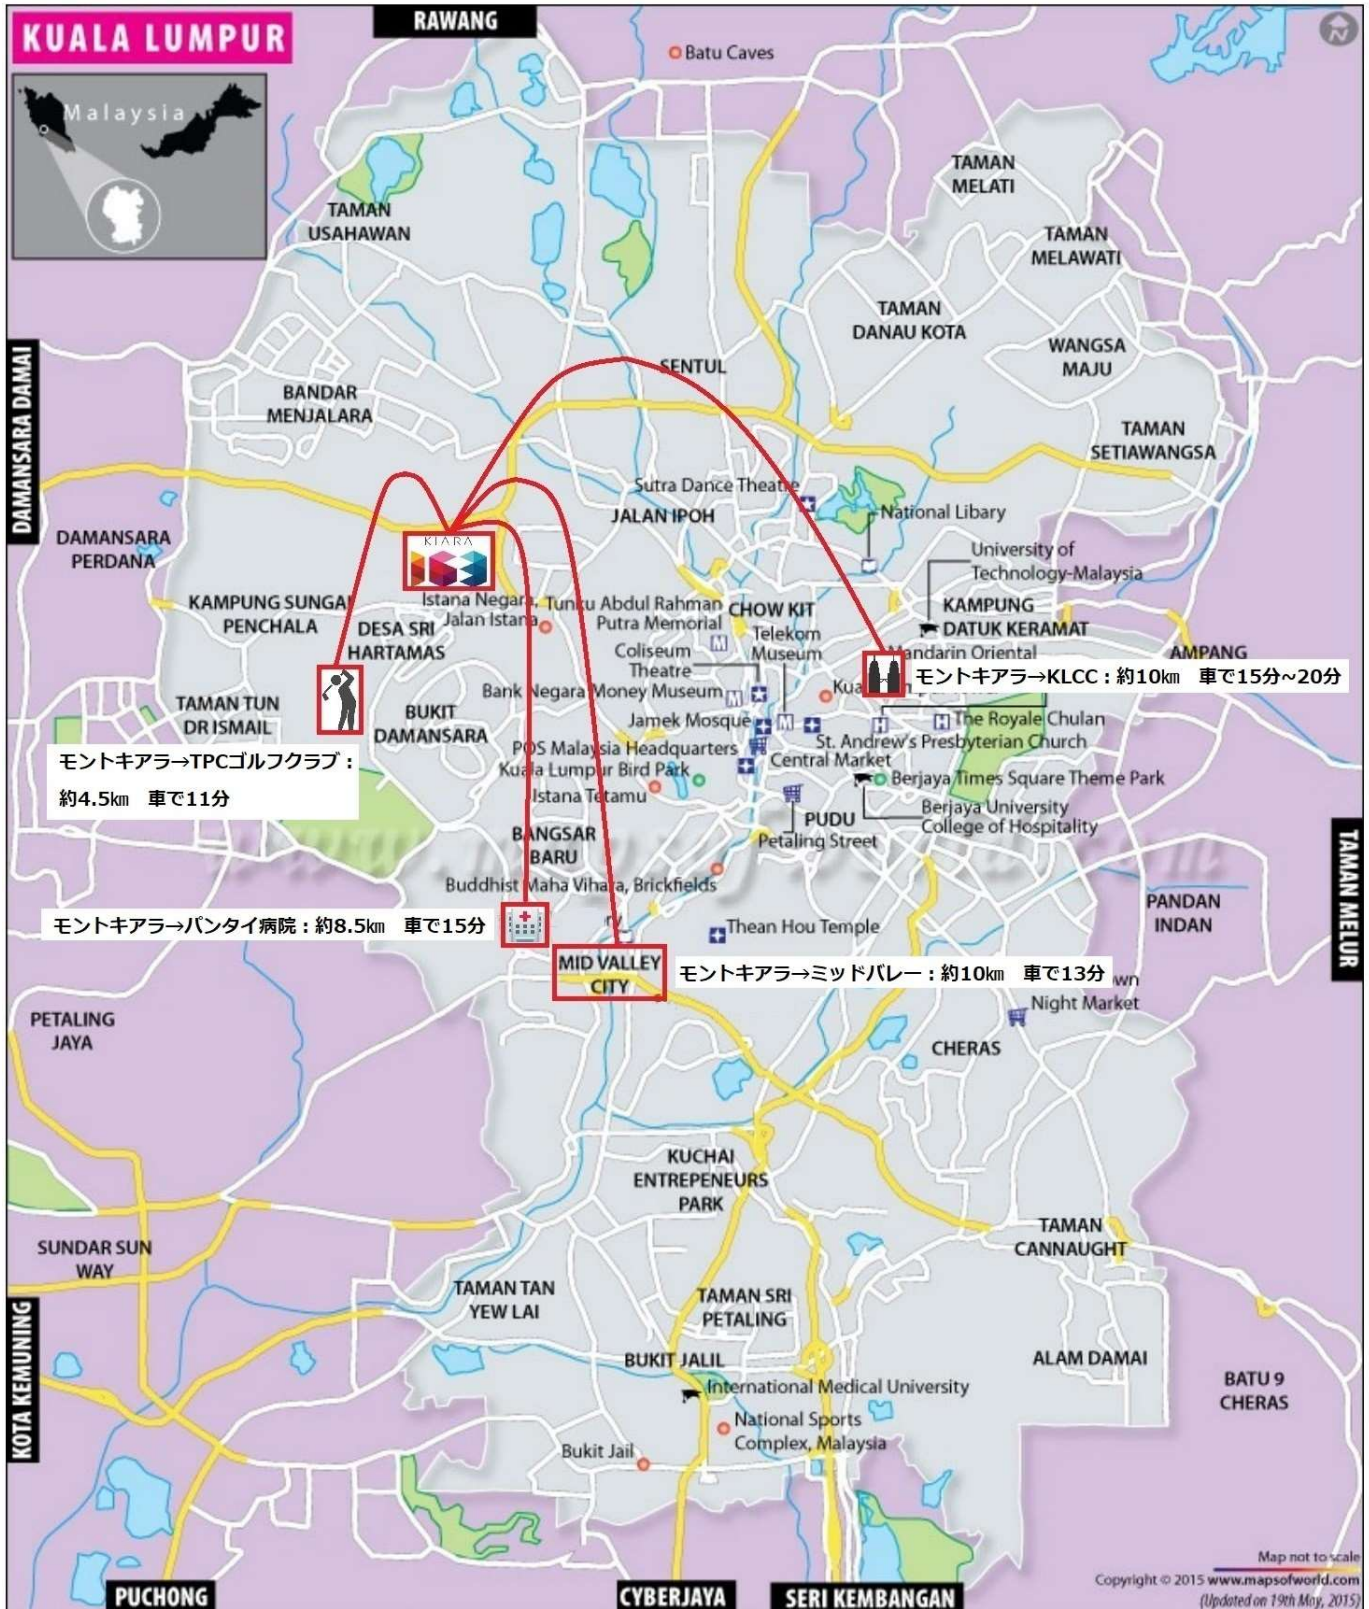 RAWANG
KUALA LUMPUR
N
Malaysia
Batu Caves
TAMAN
MELATI
TAMAN
USAHAWAN
TAMAN
MELAWATI
TAMAN
DANAU KOTA
WANGSA
MAJU
DAMANSARA DAMAI
SENTUL
BANDAR
MENJALARA
TAMAN
SETIAWANGSA
Sutra Dance Theatre
JALAN IPOH
National Libary
DAMANSARA
PERDANA
KIARA
163
University of
Technology-Malaysia
KAMPUNG SUNGAI
PENCHALA
DESA SRI
HARTAMAS
Istana Negara,
Jalan Istana
Tunku Abdul Rahman
Putra Memorial
CHOW KIT
KAMPUNG
DATUK KERAMAT
Telekom
Museum
Coliseum
Theatre
Mandarin Oriental
AMPANG
モントキアラ→KLCC：約10㎞　車で15分~20分
Bank Negara Money Museum
Kua
TAMAN TUN
DR ISMAIL
BUKIT
DAMANSARA
Jamek Mosque
The Royale Chulan
St. Andrew's Presbyterian Church
POS Malaysia Headquarters
Central Market
モントキアラ→TPCゴルフクラブ：
約4.5㎞　車で11分
Kuala Lumpur Bird Park
Berjaya Times Square Theme Park
Istana Tetamu
Berjaya University
College of Hospitality
PUDU
Petaling Street
BANGSAR
BARU
TAMAN MELUR
Buddhist Maha Vihara, Brickfields
PANDAN
INDAN
モントキアラ→パンタイ病院：約8.5㎞　車で15分
Thean Hou Temple
MID VALLEY
CITY
モントキアラ→ミッドバレー：約10㎞　車で13分
wn
Night Market
PETALING
JAYA
CHERAS
KUCHAI
ENTREPENEURS
PARK
SUNDAR SUN
WAY
TAMAN
CANNAUGHT
TAMAN TAN
YEW LAI
TAMAN SRI
PETALING
KOTA KEMUNING
BUKIT JALIL
ALAM DAMAI
International Medical University
BATU 9
CHERAS
National Sports
Complex, Malaysia
Bukit Jail
Map not to scale
Copyright © 2015 www.mapsofworld.com
(Updated on 19th May, 2015)
PUCHONG
CYBERJAYA
SERI KEMBANGAN